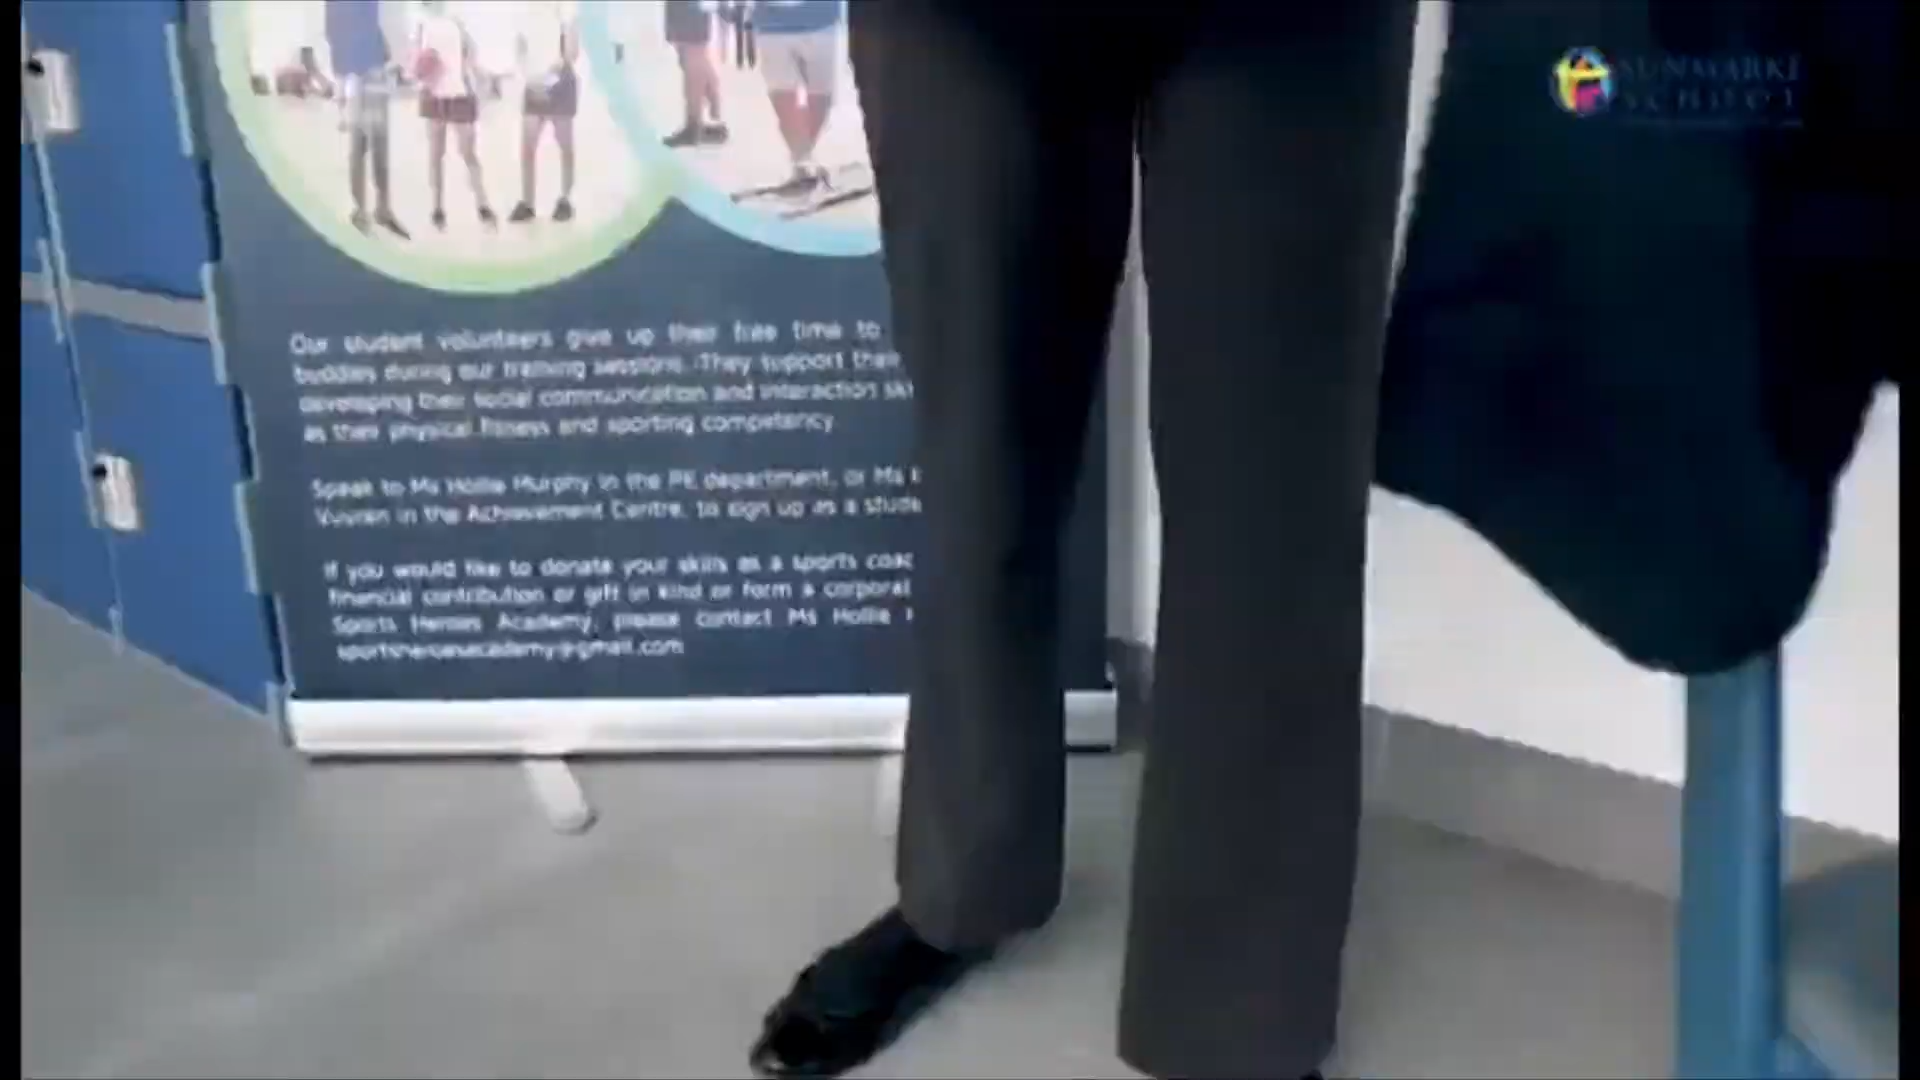 SUNMARKE
SCHOOL
Our student volunteers give up their free time to
buddies during our training sessions. They support their
developing their social communication and interaction
as their physical fitness and sporting competency
Speak to Ms Hollie Murphy in the PE department, or Ms
Vuuren in the Achievement Centre, to sign up as a
If you would like to donate your skills as a sports
financial contribution or gift in kind or form a
Sports Heroes Academy, please contact Ms Hollie
sportsheroesacademy@gmail.com